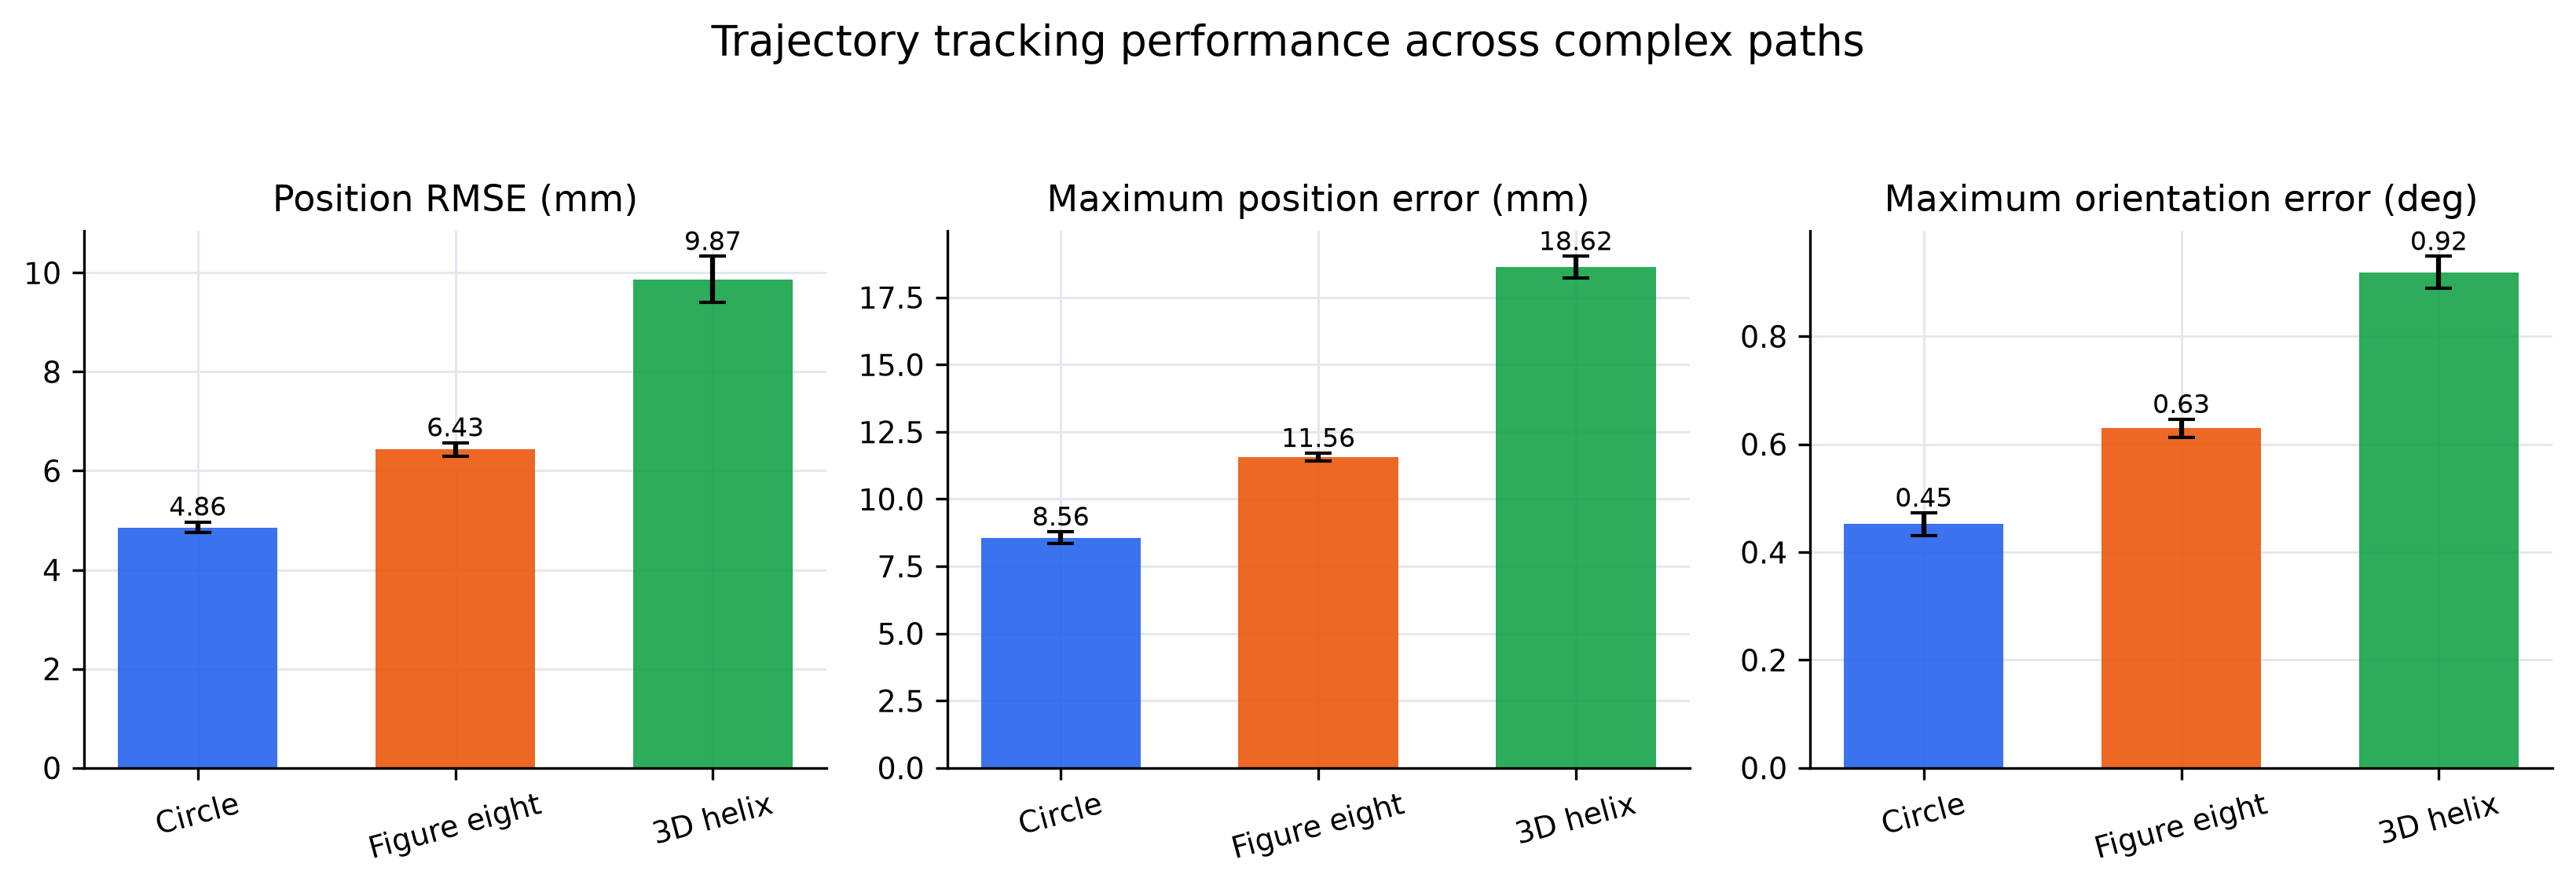 Trajectory tracking performance across complex paths
Position RMSE (mm)
10
8
6
4
2
0
4.86
6.43
9.87
Circle
Figure eight
3D helix
Maximum position error (mm)
17.5
15.0
12.5
10.0
7.5
5.0
2.5
0.0
8.56
11.56
18.62
Circle
Figure eight
3D helix
Maximum orientation error (deg)
0.8
0.6
0.4
0.2
0.0
0.45
0.63
0.92
Circle
Figure eight
3D helix